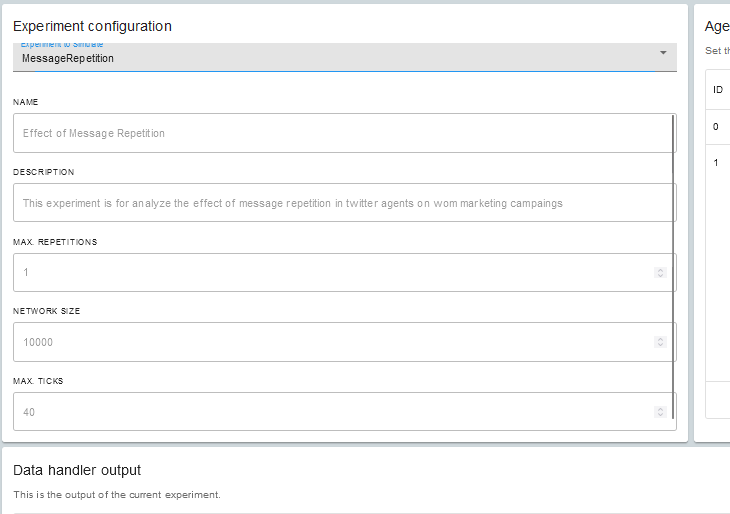 Experiment configuration
Experiment to Simulate
MessageRepetition
NAME
Effect of Message Repetition
DESCRIPTION
This experiment is for analyze the effect of message repetition in twitter agents on wom marketing campaings
MAX. REPETITIONS
1
NETWORK SIZE
10000
MAX. TICKS
40
Data handler output
This is the output of the current experiment.
Age
Set th
ID
0
1